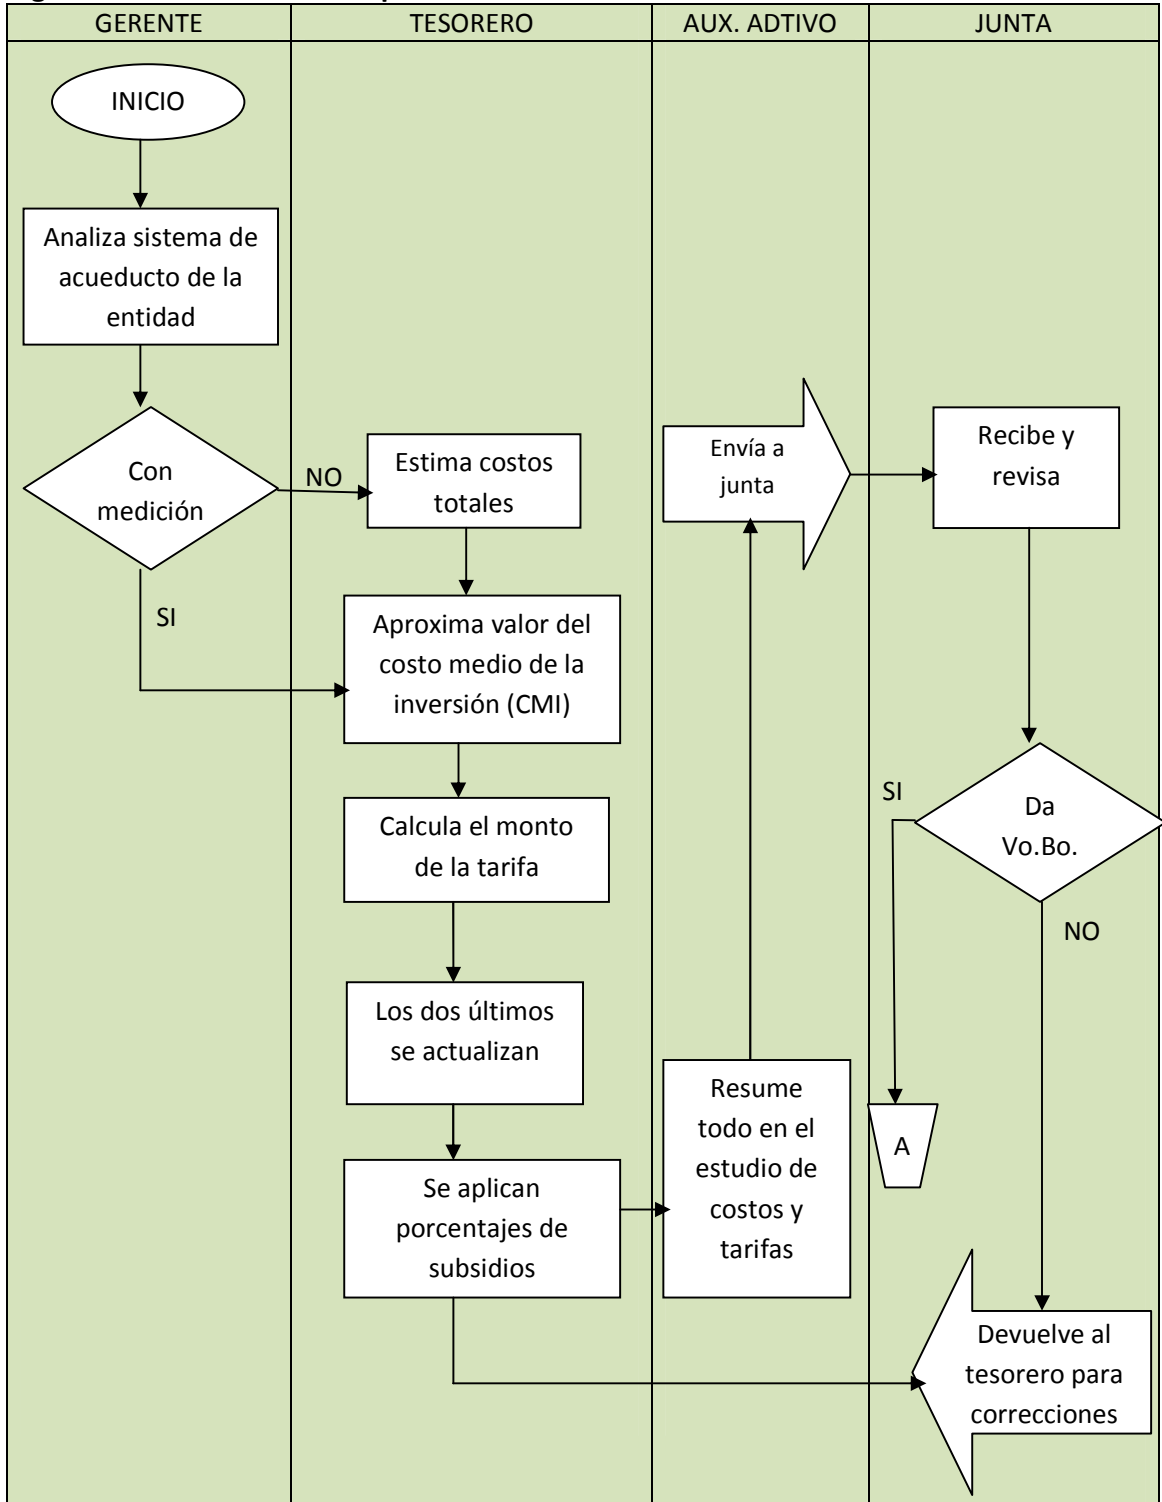 GERENTE
TESORERO
AUX. ADTIVO
JUNTA
INICIO
Analiza sistema de
acueducto de la
entidad
Con
medición
NO
SI
Estima costos
totales
Aproxima valor del
costo medio de la
inversión (CMI)
Calcula el monto
de la tarifa
Los dos últimos
se actualizan
Se aplican
porcentajes de
subsidios
Resume
todo en el
estudio de
costos y
tarifas
Envía a
junta
Recibe y
revisa
Da
Vo.Bo.
SI
NO
A
Devuelve al
tesorero para
correcciones